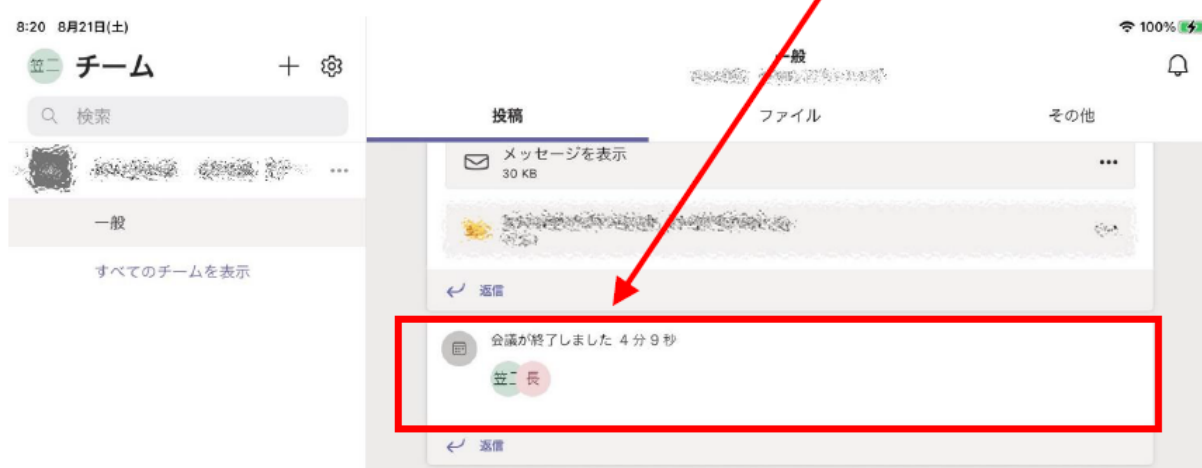 8:20 8月21日(土)
100%
笠二 チーム
検索
一般
すべてのチームを表示
一般
投稿 ファイル その他
メッセージを表示
30 KB
返信
会議が終了しました 4分9秒
笠二 長
返信